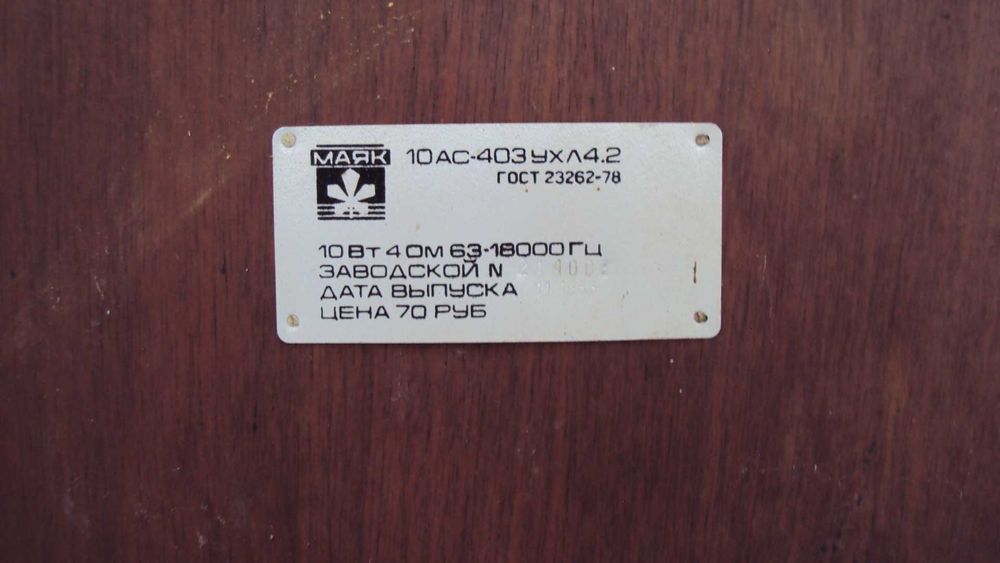 МАЯК
10АС-403 УХЛ4.2
ГОСТ 23262-78
10 Вт 4 Ом 63-18000 Гц
ЗАВОДСКОЙ N
ДАТА ВЫПУСКА
ЦЕНА 70 РУБ